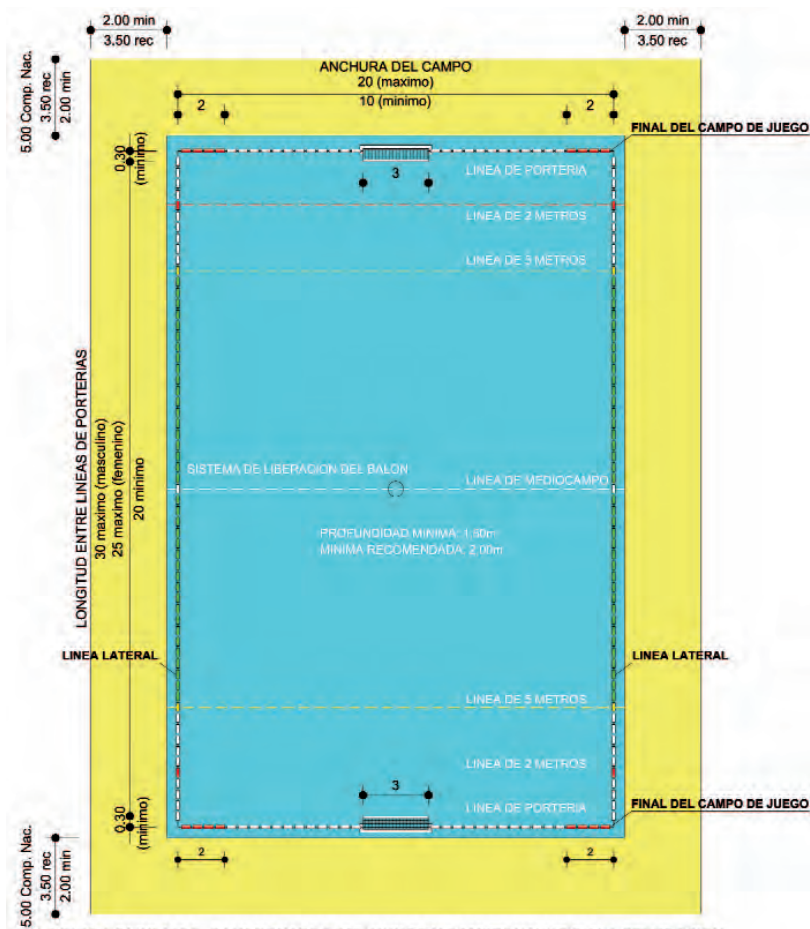 2.00 min
3.50 rec
2.00 min
3.50 rec
5.00 Comp. Nac.
3.50 rec
2.00 min
ANCHURA DEL CAMPO
20 (maximo)
10 (minimo)
2
2
FINAL DEL CAMPO DE JUEGO
0.30
(minimo)
3
LINEA DE PORTERIA
LINEA DE 2 METROS
LINEA DE 5 METROS
LONGITUD ENTRE LINEAS DE PORTERIAS
30 maximo (masculino)
25 maximo (femenino)
20 minimo
SISTEMA DE LIBERACION DEL BALON
LINEA DE MEDIOCAMPO
PROFUNDIDAD MINIMA: 1.80m
MINIMA RECOMENDADA: 2.00m
LINEA LATERAL
LINEA LATERAL
LINEA DE 5 METROS
LINEA DE 2 METROS
3
LINEA DE PORTERIA
FINAL DEL CAMPO DE JUEGO
0.30
(minimo)
2
2
5.00 Comp. Nac.
3.50 rec
2.00 min